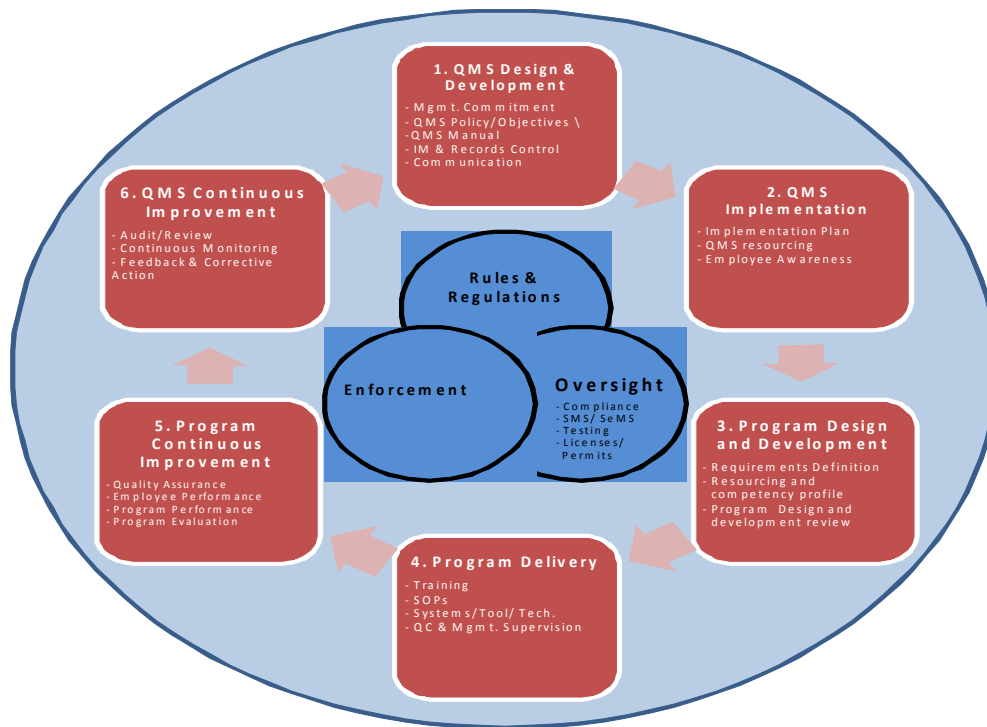 1. QMS Design &
Development
- Mgmt. Commitment
- QMS Policy/Objectives \
-QMS Manual
- IM & Records Control
- Communication
2. QMS
Implementation
- Implementation Plan
- QMS resourcing
- Employee Awareness
3. Program Design
and Development
- Requirements Definition
- Resourcing and
competency profile
- Program Design and
development review
4. Program Delivery
- Training
- SOPs
- Systems/Tool/ Tech.
- QC & Mgmt. Supervision
5. Program
Continuous
Improvement
- Quality Assurance
- Employee Performance
- Program Performance
- Program Evaluation
6. QMS Continuous
Improvement
- Audit/Review
- Continuous Monitoring
- Feedback & Corrective
Action
Rules &
Regulations
Enforcement
Oversight
- Compliance
- SMS/ SeMS
- Testing
- Licenses/
Permits